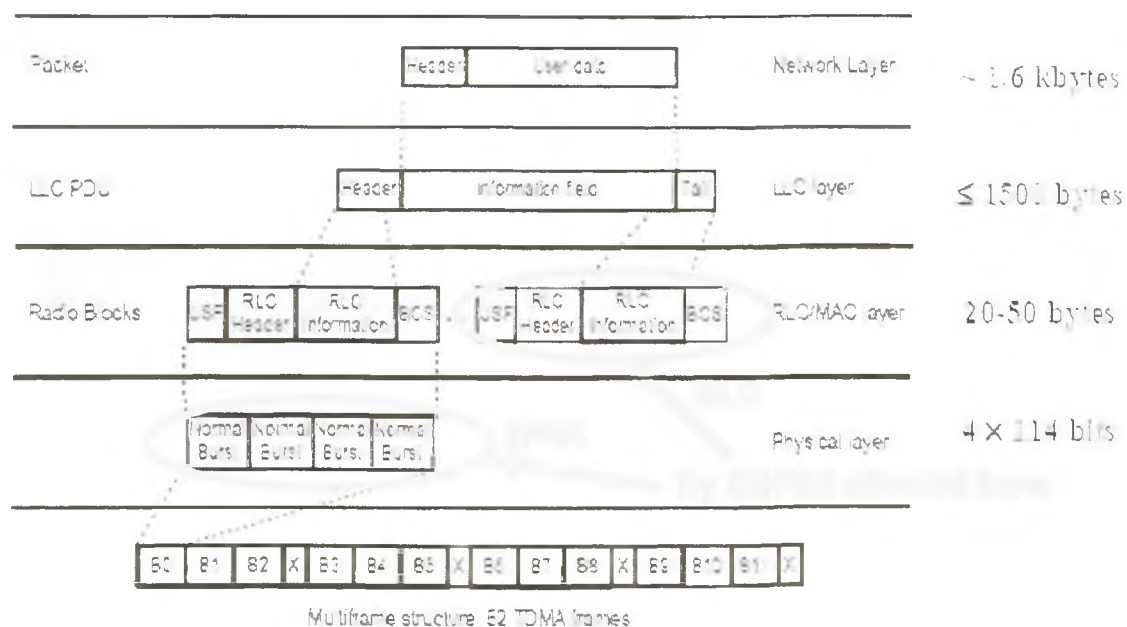 Packet Header User data Network Layer ~ 1.6 kbytes
LLC PDU Header Information field Tail LLC layer ≤ bytes
Radio Blocks USF RLC Header RLC Information BCS USF RLC Header RLC Information BCS RLC/MAC layer 20-50 bytes
Normal Burst Normal Burst Normal Burst Normal Burst Physical layer 4 × 114 bits
B0 B1 B2 X B3 B4 B5 X B6 B7 B8 X B9 B10 B11 X
Multiframe structure, 52 TDMA frames